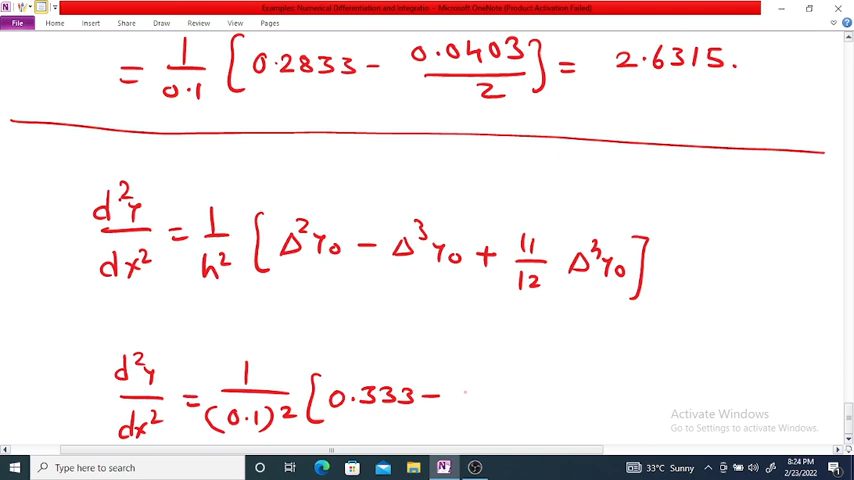 Examples: Numerical Differentiation and Integratio - Microsoft OneNote (Product Activation Failed)
File Home Insert Share Draw Review View Pages
= 1/0.1 [0.2833 - 0.0403/2] = 2.6315.
d²y/dx² = 1/h² [Δ²y₀ - Δ³y₀ + 11/12 Δ³y₀]
d²y/dx² = 1/(0.1)² [0.333 -
Activate Windows
Go to Settings to activate Windows.
Type here to search
33°C Sunny
8:24 PM
2/23/2022